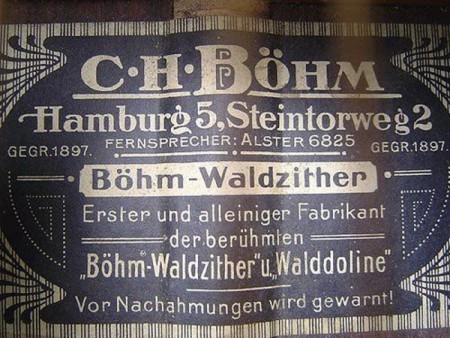 C·H·BÖHM
Hamburg 5, Steintorweg 2
FERNSPRECHER: ALSTER 6825
GEGR. 1897. GEGR. 1897.
Böhm-Waldzither
Erster und alleiniger Fabrikant
der berühmten
„Böhm-Waldzither" u. „Walddoline"
Vor Nachahmungen wird gewarnt!